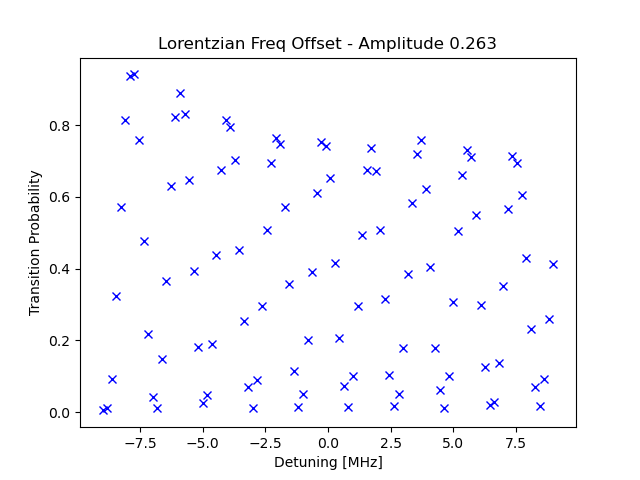 Lorentzian Freq Offset - Amplitude 0.263
Transition Probability
0.8
0.6
0.4
0.2
0.0
−7.5 −5.0 −2.5 0.0 2.5 5.0 7.5
Detuning [MHz]